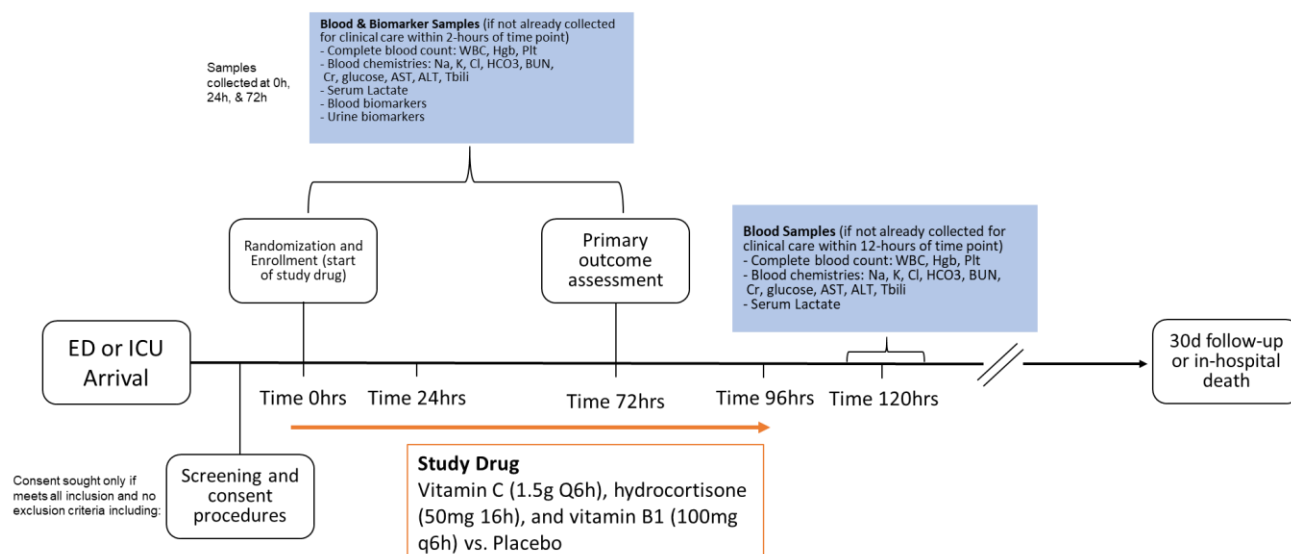 Samples
collected at 0h,
24h, & 72h
Blood & Biomarker Samples (if not already collected
for clinical care within 2-hours of time point)
- Complete blood count: WBC, Hgb, Plt
- Blood chemistries: Na, K, Cl, HCO3, BUN,
Cr, glucose, AST, ALT, Tbili
- Serum Lactate
- Blood biomarkers
- Urine biomarkers
Randomization and
Enrollment (start
of study drug)
Primary
outcome
assessment
Blood Samples (if not already collected for
clinical care within 12-hours of time point)
- Complete blood count: WBC, Hgb, Plt
- Blood chemistries: Na, K, Cl, HCO3, BUN,
Cr, glucose, AST, ALT, Tbili
- Serum Lactate
ED or ICU
Arrival
30d follow-up
or in-hospital
death
Time 0hrs
Time 24hrs
Time 72hrs
Time 96hrs
Time 120hrs
Consent sought only if
meets all inclusion and no
exclusion criteria including:
Screening and
consent
procedures
Study Drug
Vitamin C (1.5g Q6h), hydrocortisone
(50mg 16h), and vitamin B1 (100mg
q6h) vs. Placebo